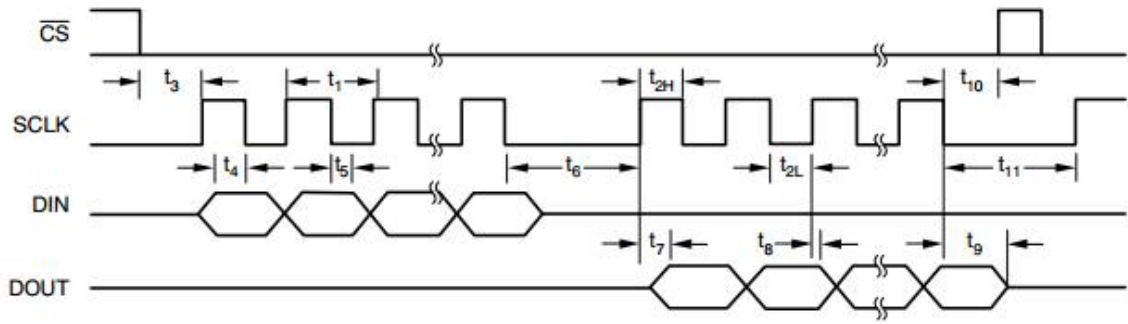 CS
t3 t1 t2H t10
SCLK
t4 t5 t6 t2L t11
DIN
t7 t8 t9
DOUT